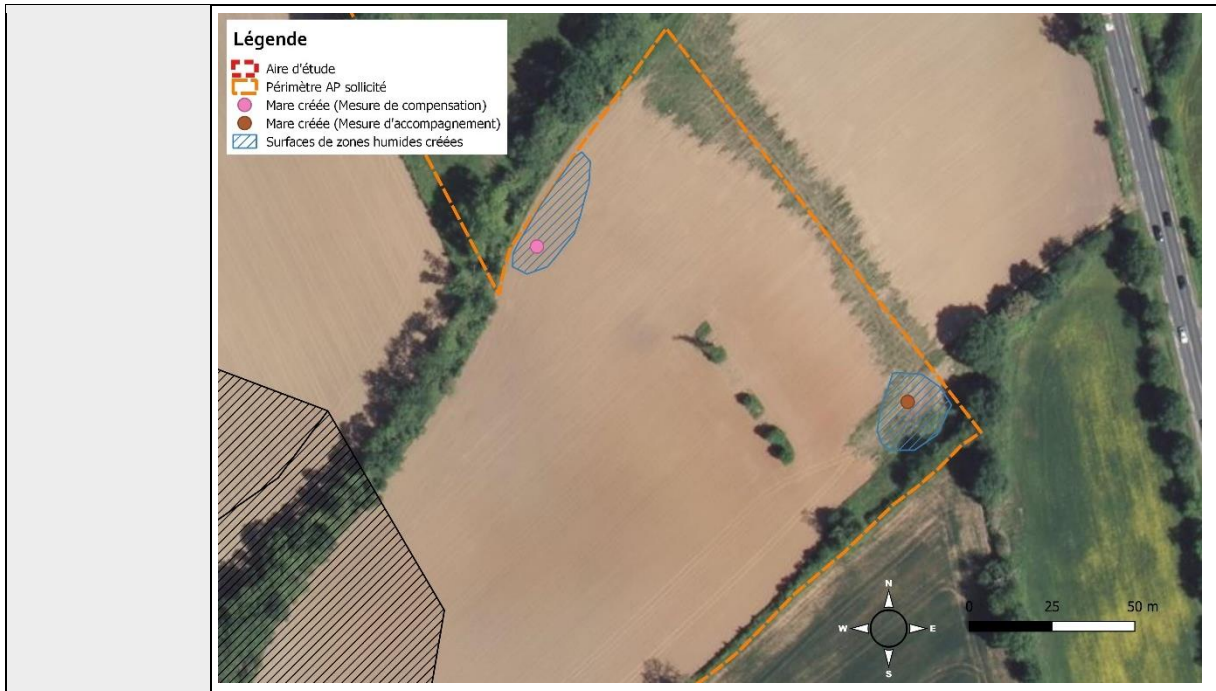 Légende
Aire d'étude
Périmètre AP sollicité
Mare créée (Mesure de compensation)
Mare créée (Mesure d'accompagnement)
Surfaces de zones humides créées
N
W E
S
0 25 50 m